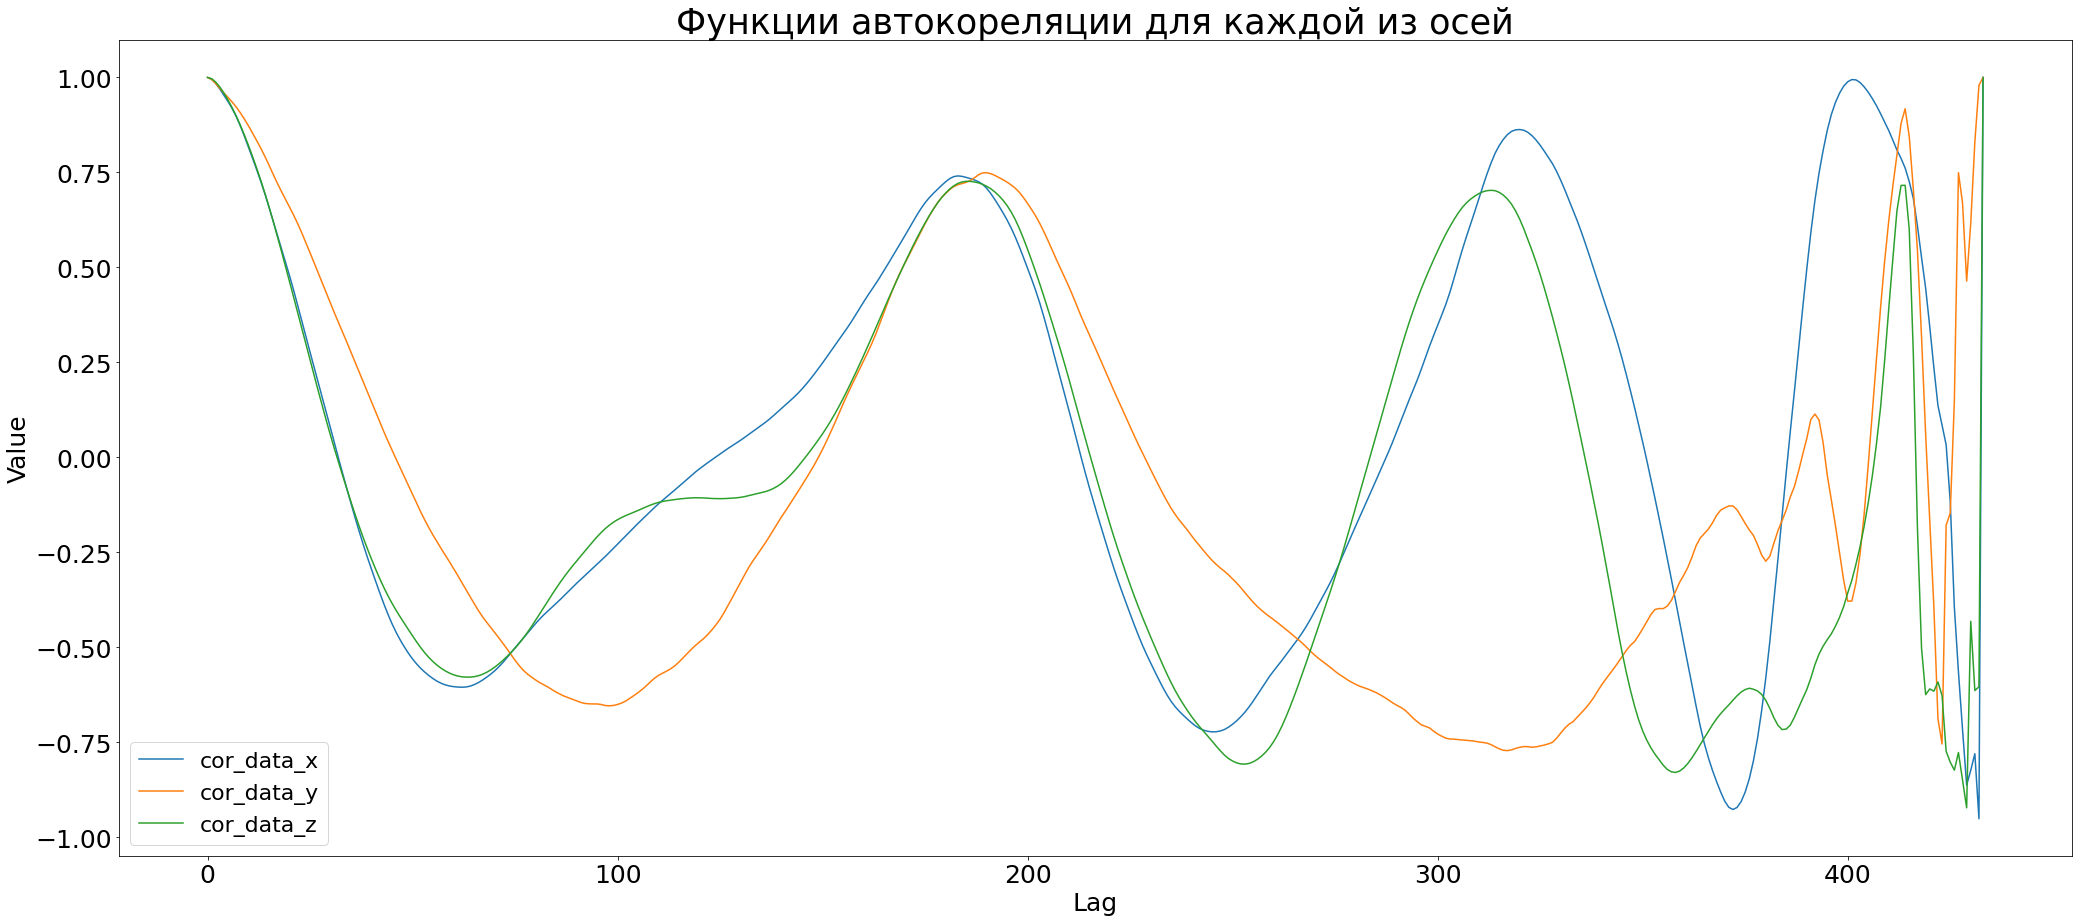 Функции автокореляции для каждой из осей
1.00
0.75
0.50
0.25
0.00
−0.25
−0.50
−0.75
−1.00
Value
cor_data_x
cor_data_y
cor_data_z
0 100 200 300 400
Lag